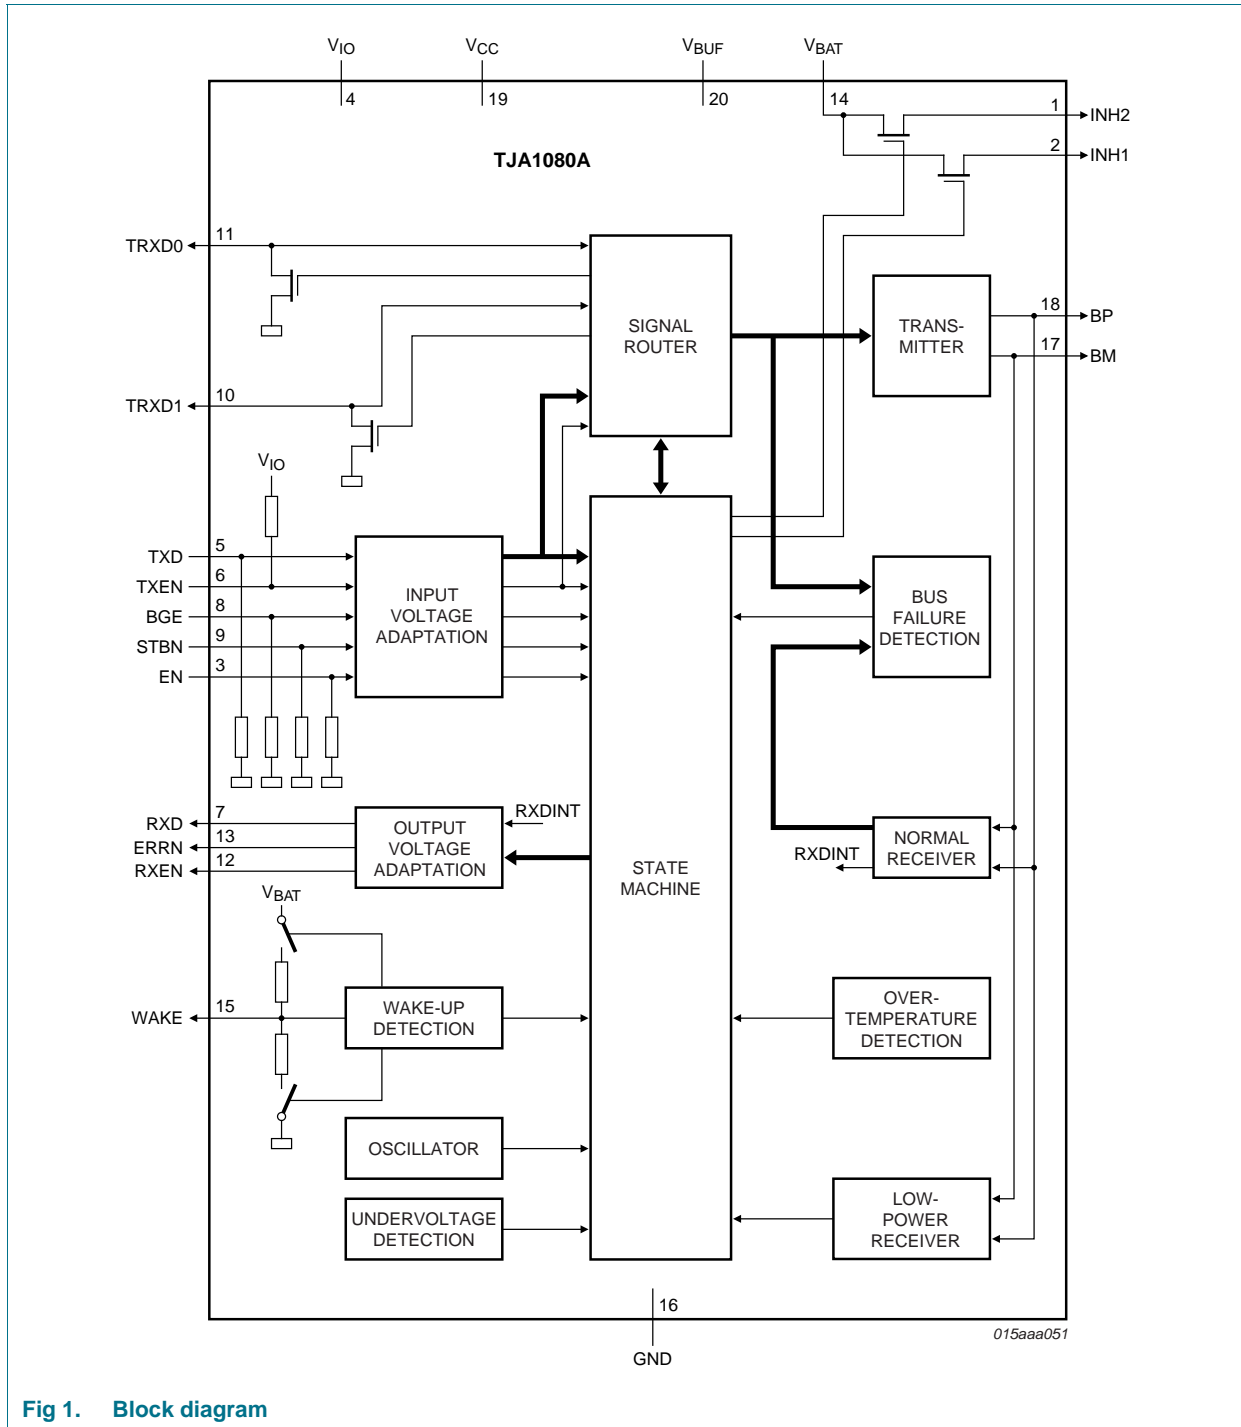 VIO
VCC
VBUF
VBAT
4
19
20
14
1
INH2
2
INH1
TJA1080A
TRXD0
11
SIGNAL
ROUTER
TRANS-
MITTER
18
BP
17
BM
TRXD1
10
VIO
TXD
5
TXEN
6
BGE
8
STBN
9
EN
3
INPUT
VOLTAGE
ADAPTATION
BUS
FAILURE
DETECTION
RXD
7
ERRN
13
RXEN
12
OUTPUT
VOLTAGE
ADAPTATION
RXDINT
STATE
MACHINE
RXDINT
NORMAL
RECEIVER
VBAT
WAKE
15
WAKE-UP
DETECTION
OVER-
TEMPERATURE
DETECTION
OSCILLATOR
UNDERVOLTAGE
DETECTION
LOW-
POWER
RECEIVER
16
GND
015aaa051
Fig 1. Block diagram